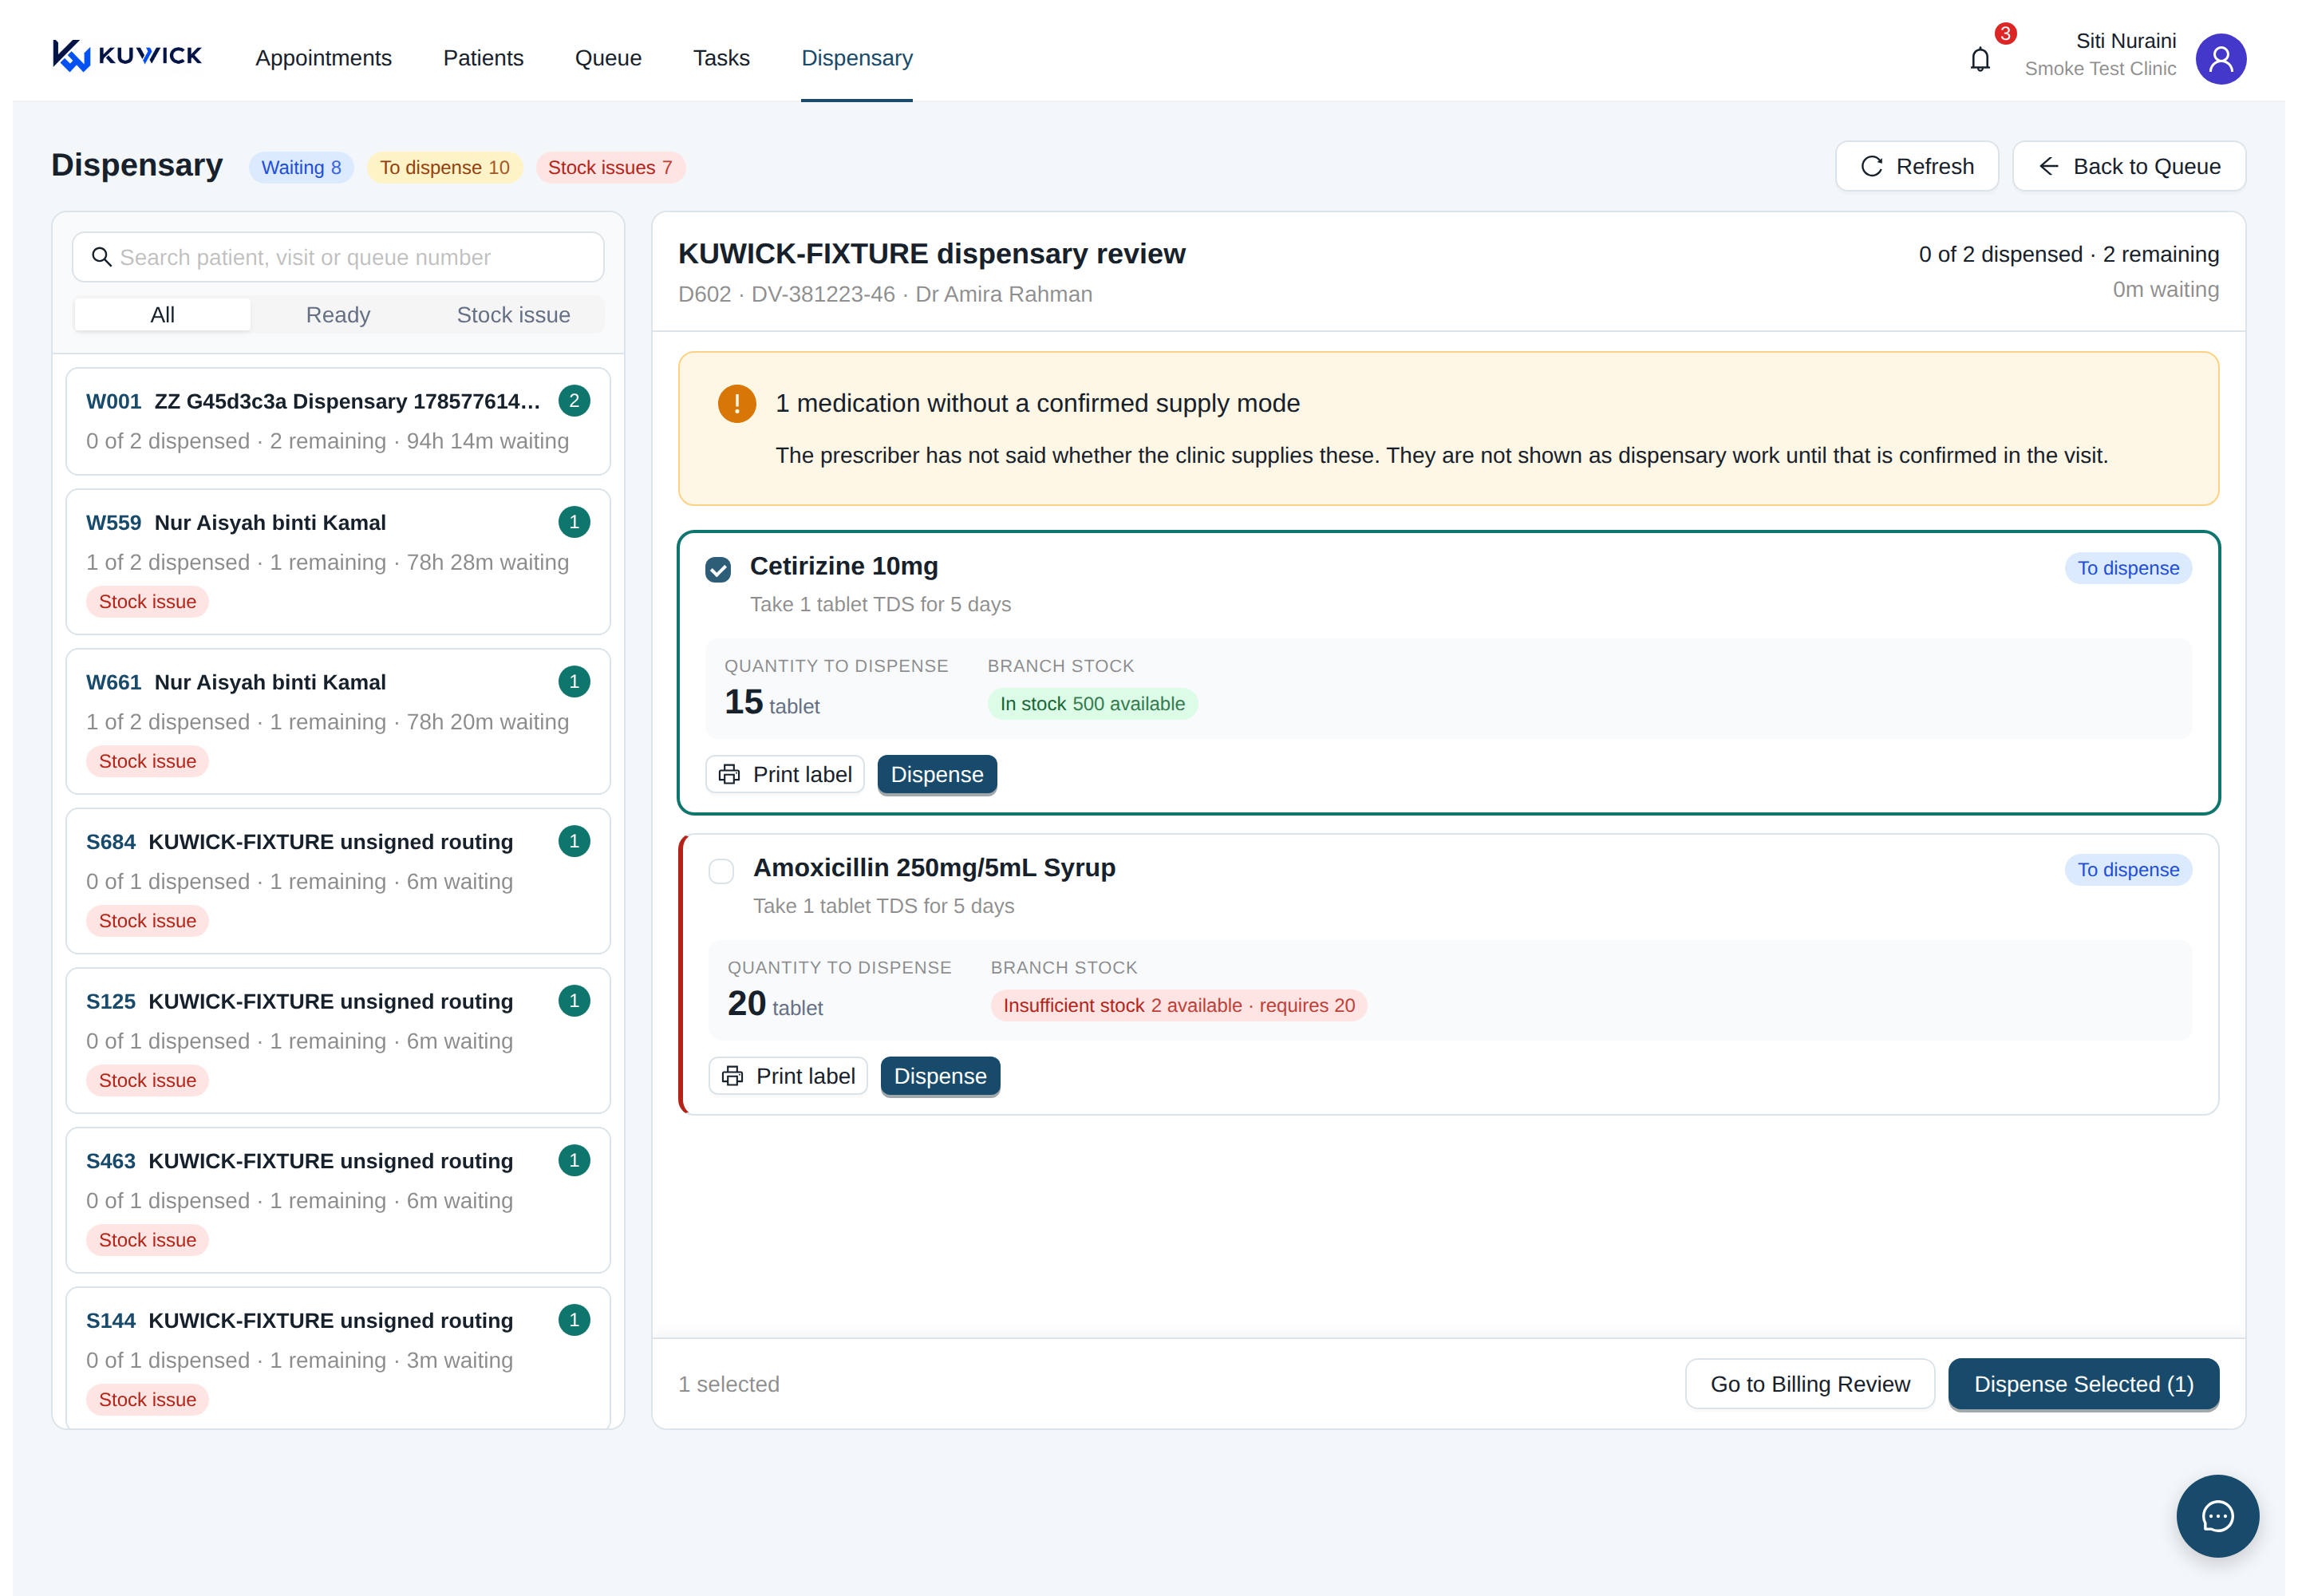 KUWICK
Appointments
Patients
Queue
Tasks
Dispensary
3
Siti Nuraini
Smoke Test Clinic
Dispensary
Waiting 8
To dispense 10
Stock issues 7
Refresh
Back to Queue
Search patient, visit or queue number
All
Ready
Stock issue
W001 ZZ G45d3c3a Dispensary 178577614... 2
0 of 2 dispensed · 2 remaining · 94h 14m waiting
W559 Nur Aisyah binti Kamal 1
1 of 2 dispensed · 1 remaining · 78h 28m waiting
Stock issue
W661 Nur Aisyah binti Kamal 1
1 of 2 dispensed · 1 remaining · 78h 20m waiting
Stock issue
S684 KUWICK-FIXTURE unsigned routing 1
0 of 1 dispensed · 1 remaining · 6m waiting
Stock issue
S125 KUWICK-FIXTURE unsigned routing 1
0 of 1 dispensed · 1 remaining · 6m waiting
Stock issue
S463 KUWICK-FIXTURE unsigned routing 1
0 of 1 dispensed · 1 remaining · 6m waiting
Stock issue
S144 KUWICK-FIXTURE unsigned routing 1
0 of 1 dispensed · 1 remaining · 3m waiting
Stock issue
KUWICK-FIXTURE dispensary review
0 of 2 dispensed · 2 remaining
D602 · DV-381223-46 · Dr Amira Rahman
0m waiting
1 medication without a confirmed supply mode
The prescriber has not said whether the clinic supplies these. They are not shown as dispensary work until that is confirmed in the visit.
Cetirizine 10mg
To dispense
Take 1 tablet TDS for 5 days
QUANTITY TO DISPENSE
BRANCH STOCK
15 tablet
In stock 500 available
Print label
Dispense
Amoxicillin 250mg/5mL Syrup
To dispense
Take 1 tablet TDS for 5 days
QUANTITY TO DISPENSE
BRANCH STOCK
20 tablet
Insufficient stock 2 available · requires 20
Print label
Dispense
1 selected
Go to Billing Review
Dispense Selected (1)